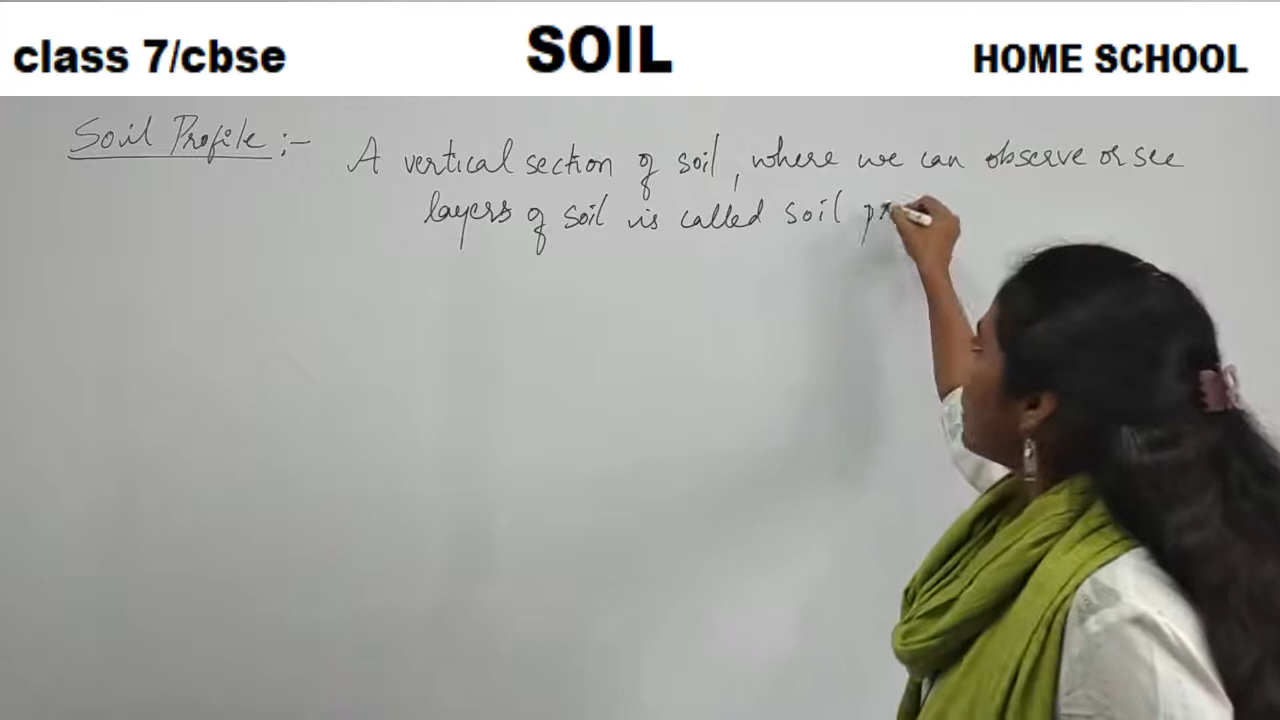 class 7/cbse SOIL HOME SCHOOL
Soil Profile :-
A vertical section of soil, where we can observe or see
layers of soil is called soil pr